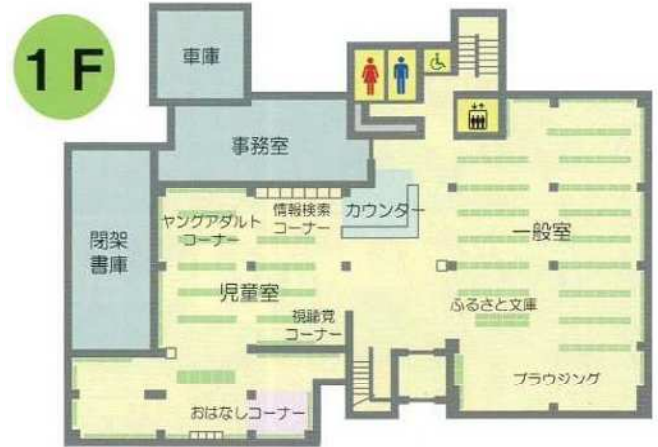 1 F
車庫
事務室
閉架
書庫
ヤングアダルト
コーナー
情報検索
コーナー
カウンター
一般室
児童室
視聴覚
コーナー
ふるさと文庫
ブラウジング
おはなしコーナー